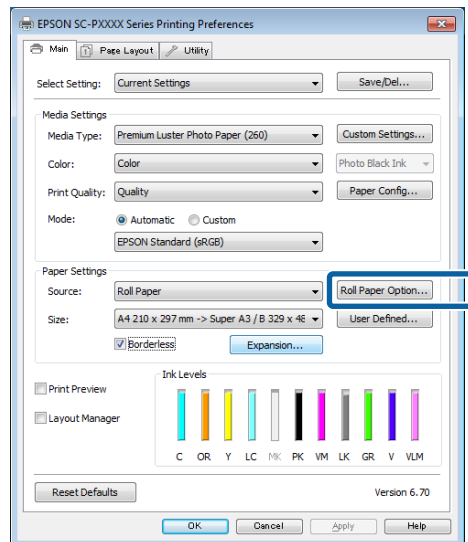 EPSON SC-PXXXX Series Printing Preferences
Main Page Layout Utility
Select Setting: Current Settings Save/Del...
Media Settings
Media Type: Premium Luster Photo Paper (260) Custom Settings...
Color: Color Photo Black Ink
Print Quality: Quality Paper Config...
Mode: Automatic Custom
EPSON Standard (sRGB)
Paper Settings
Source: Roll Paper Roll Paper Option...
Size: A4 210 x 297 mm -> Super A3 / B 329 x 48 User Defined...
Borderless Expansion...
Ink Levels
Print Preview
Layout Manager
C OR Y LC MK PK VM LK GR V VLM
Reset Defaults Version 6.70
OK Cancel Apply Help